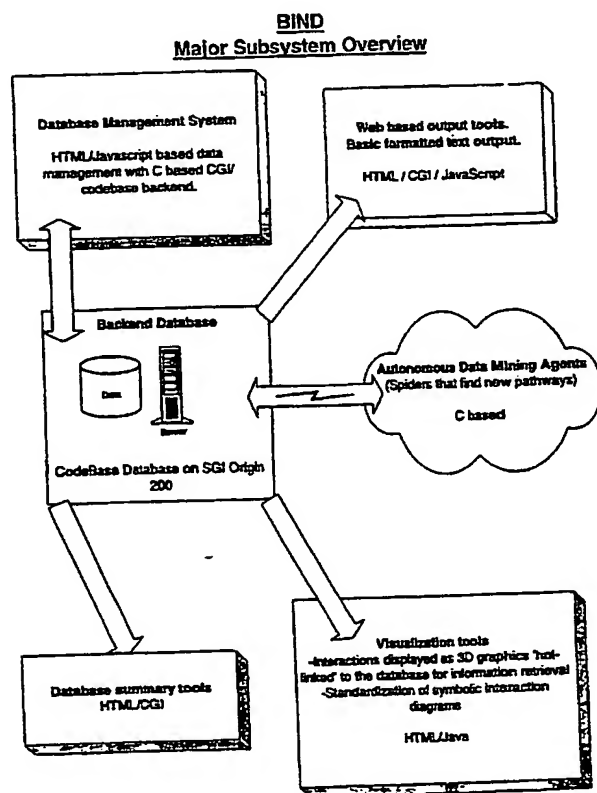 BIND
Major Subsystem Overview
Database Management System
HTML/Javascript based data
management with C based CGI/
codebase backend.
Web based output tools.
Basic formatted text output.
HTML / CGI / JavaScript
Backend Database
Data
Server
CodeBase Database on SGI Origin
200
Autonomous Data Mining Agents
(Spiders that find new pathways)
C based
Database summary tools
HTML/CGI
Visualization tools
-Interactions displayed as 3D graphics "hot-
linked" to the database for information retrieval
-Standardization of symbolic interaction
diagrams
HTML/Java